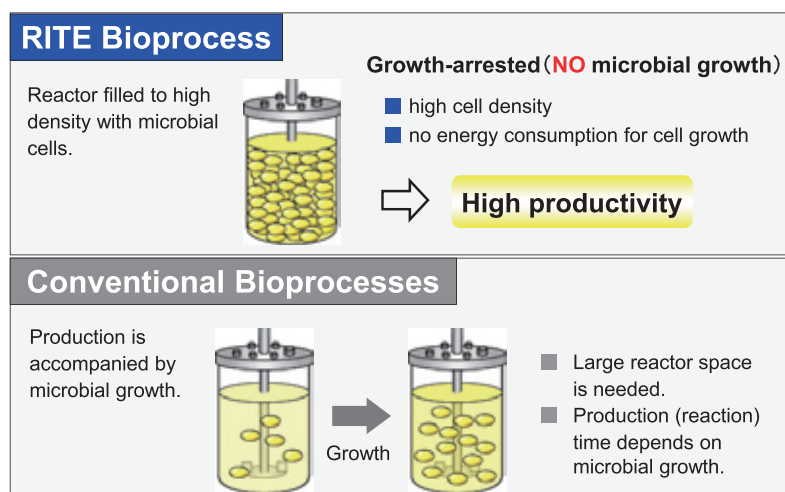 RITE Bioprocess
Reactor filled to high
density with microbial
cells.
Growth-arrested（NO microbial growth）
high cell density
no energy consumption for cell growth
High productivity
Conventional Bioprocesses
Production is
accompanied by
microbial growth.
Growth
Large reactor space
is needed.
Production (reaction)
time depends on
microbial growth.